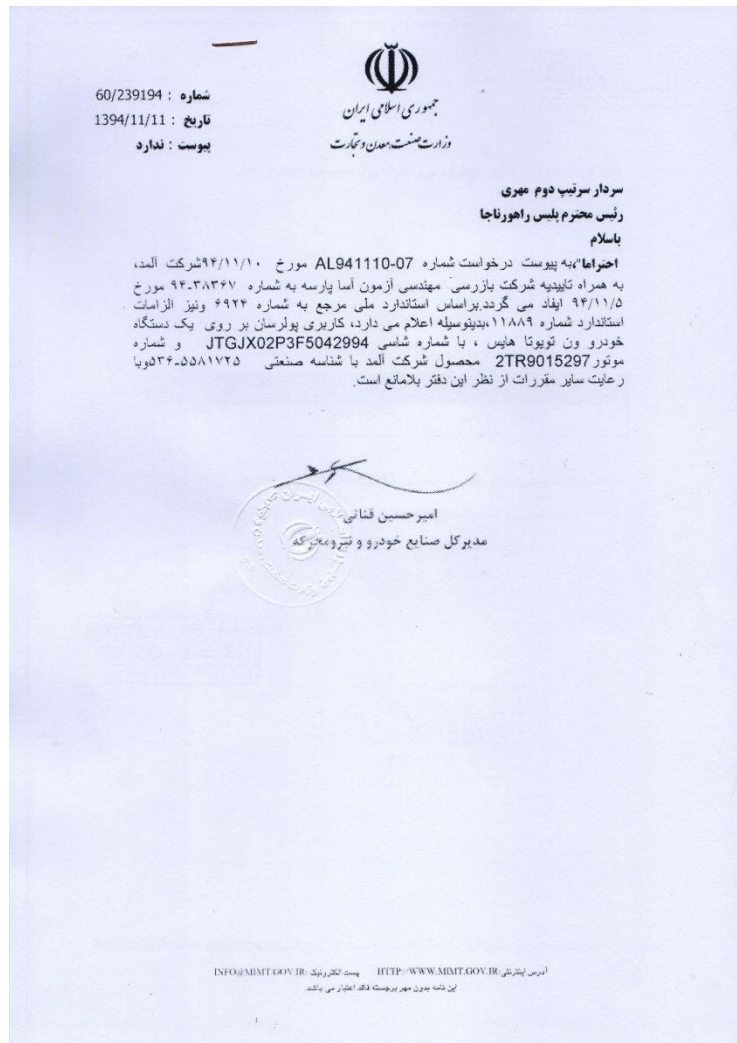 شماره : 60/239194
تاریخ : 1394/11/11
پیوست : ندارد
جمهوری اسلامی ایران
وزارت صنعت، معدن و تجارت
سردار سرتیپ دوم مهری
رئیس محترم پلیس راهور ناجا
باسلام
احتراما"،به پیوست درخواست شماره AL941110-07 مورخ ۹۴/۱۱/۱۰شرکت آلمد،
به همراه تاییدیه شرکت بازرسی مهندسی آزمون آسا پارسه به شماره ۳۸۳۶۷-۹۴ مورخ
۹۴/۱۱/۵ ایفاد می گردد.براساس استاندارد ملی مرجع به شماره ۶۹۲۴ ونیز الزامات
استاندارد شماره ۱۱۸۸۹،بدینوسیله اعلام می دارد، کاربری پولرسان بر روی یک دستگاه
خودرو ون تویوتا هایس ، با شماره شاسی JTGJX02P3F5042994 و شماره
موتور2TR9015297 محصول شرکت آلمد با شناسه صنعتی ۵۳۶-۵۵۸۱۷۲۵وبا
رعایت سایر مقررات از نظر این دفتر بلامانع است.
امیرحسین قناتی
مدیرکل صنایع خودرو و نیرومحرکه
آدرس اینترنتی:HTTP://WWW.MIMT.GOV.IR پست الکترونیک :INFO@MIMT.GOV.IR
این نامه بدون مهر برجسته فاقد اعتبار می باشد.